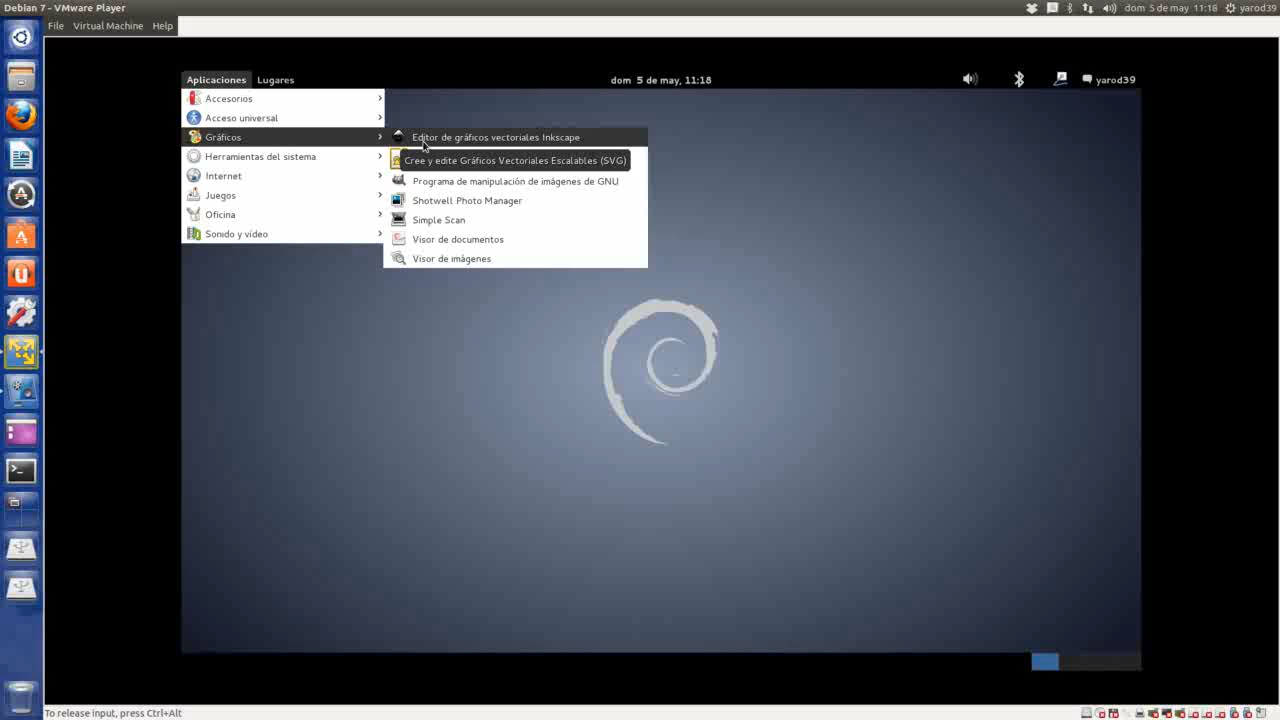 Debian 7 - VMware Player
dom 5 de may, 11:18 yarod39
File Virtual Machine Help
Aplicaciones Lugares dom 5 de may, 11:18 yarod39
Accesorios
Acceso universal
Gráficos
Herramientas del sistema
Internet
Juegos
Oficina
Sonido y vídeo
Editor de gráficos vectoriales Inkscape
Cree y edite Gráficos Vectoriales Escalables (SVG)
Programa de manipulación de imágenes de GNU
Shotwell Photo Manager
Simple Scan
Visor de documentos
Visor de imágenes
To release input, press Ctrl+Alt